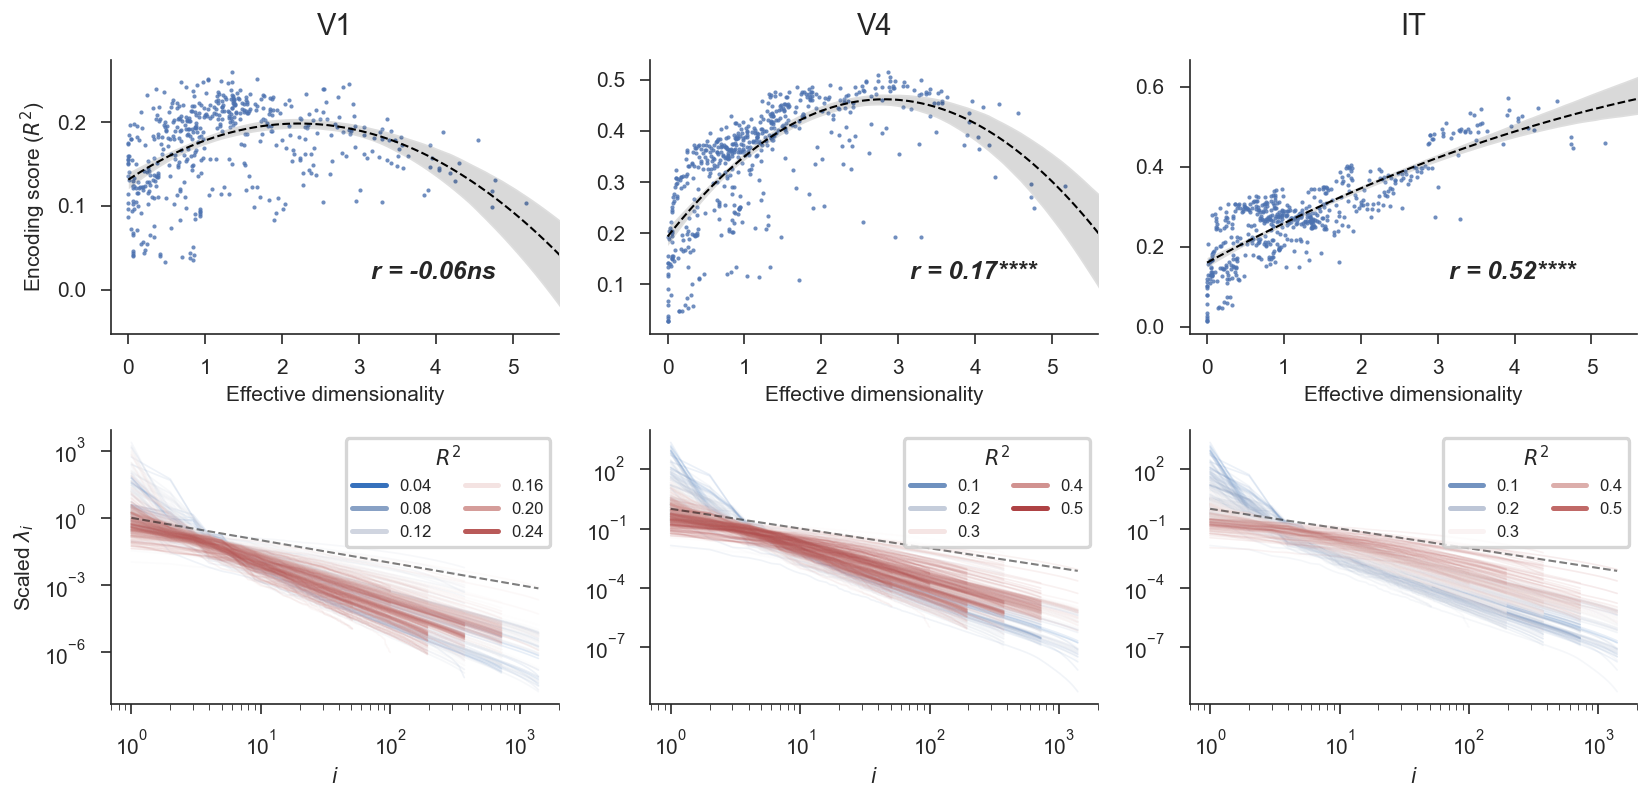 V1
V4
IT
Encoding score (R²)
0.2
0.1
0.0
r = -0.06ns
0 1 2 3 4 5
Effective dimensionality
0.5
0.4
0.3
0.2
0.1
r = 0.17****
0 1 2 3 4 5
Effective dimensionality
0.6
0.4
0.2
0.0
r = 0.52****
0 1 2 3 4 5
Effective dimensionality
Scaled λᵢ
10³
10⁰
10⁻³
10⁻⁶
R²
0.04 0.16
0.08 0.20
0.12 0.24
10⁰ 10¹ 10² 10³
i
10²
10⁻¹
10⁻⁴
10⁻⁷
R²
0.1 0.4
0.2 0.5
0.3
10⁰ 10¹ 10² 10³
i
10²
10⁻¹
10⁻⁴
10⁻⁷
R²
0.1 0.4
0.2 0.5
0.3
10⁰ 10¹ 10² 10³
i